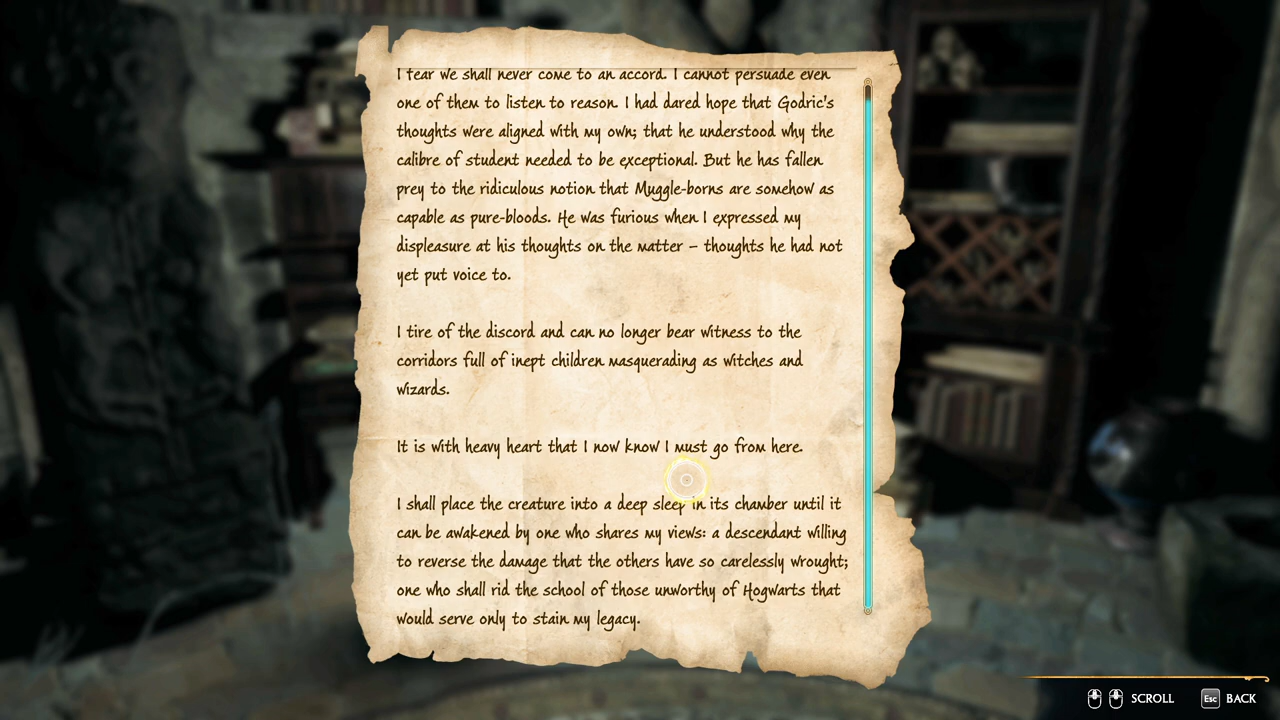 I fear we shall never come to an accord. I cannot persuade even
one of them to listen to reason. I had dared hope that Godric's
thoughts were aligned with my own; that he understood why the
calibre of student needed to be exceptional. But he has fallen
prey to the ridiculous notion that Muggle-borns are somehow as
capable as pure-bloods. He was furious when I expressed my
displeasure at his thoughts on the matter – thoughts he had not
yet put voice to.
I tire of the discord and can no longer bear witness to the
corridors full of inept children masquerading as witches and
wizards.
It is with heavy heart that I now know I must go from here.
I shall place the creature into a deep sleep in its chamber until it
can be awakened by one who shares my views: a descendant willing
to reverse the damage that the others have so carelessly wrought;
one who shall rid the school of those unworthy of Hogwarts that
would serve only to stain my legacy.
SCROLL Esc BACK